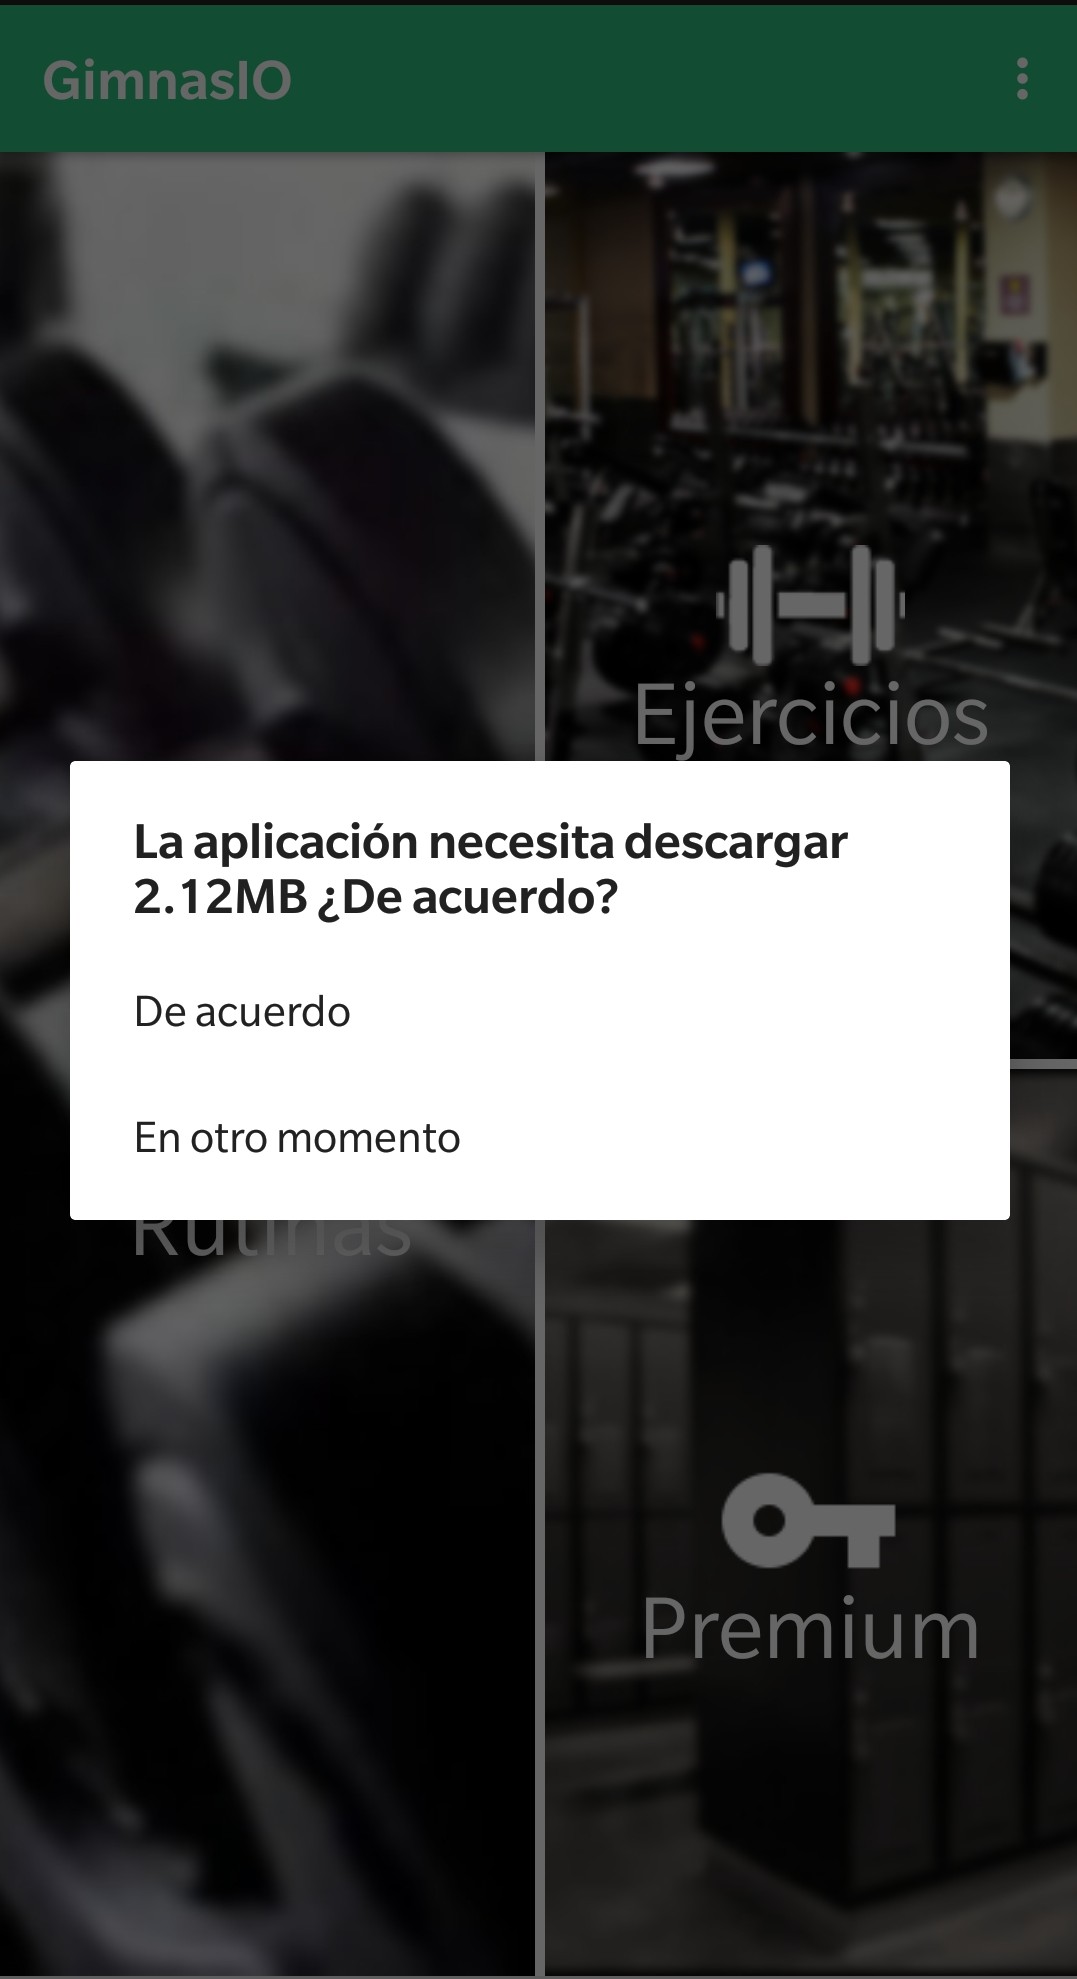 GimnasIO
Ejercicios
La aplicación necesita descargar
2.12MB ¿De acuerdo?
De acuerdo
En otro momento
Rutinas
Premium